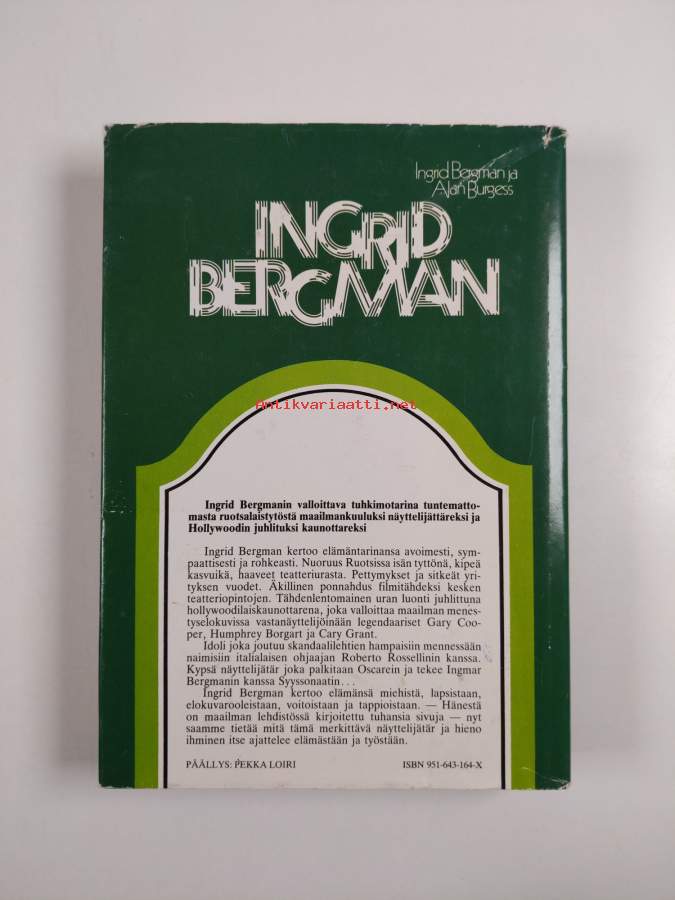 Ingrid Bergman ja
Alan Burgess
INGRID
BERGMAN
Antikvariaatti.net
Ingrid Bergmanin valloittava tuhkimotarina tuntematto-
masta ruotsalaistytöstä maailmankuuluksi näyttelijättäreksi ja
Hollywoodin juhlituksi kaunottareksi
Ingrid Bergman kertoo elämäntarinansa avoimesti, sym-
paattisesti ja rohkeasti. Nuoruus Ruotsissa isän tyttönä, kipeä
kasvuikä, haaveet teatteriurasta. Pettymykset ja sitkeät yri-
tyksen vuodet. Äkillinen ponnahdus filmitähdeksi kesken
teatteriopintojen. Tähdenlentomainen uran luonti juhlittuna
hollywoodilaiskaunottarena, joka valloittaa maailman menes-
tyselokuvissa vastanäyttelijöinään legendaariset Gary Coo-
per, Humphrey Borgart ja Cary Grant.
Idoli joka joutuu skandaalilehtien hampaisiin mennessään
naimisiin italialaisen ohjaajan Roberto Rossellinin kanssa.
Kypsä näyttelijätär joka palkitaan Oscarein ja tekee Ingmar
Bergmanin kanssa Syyssonaatin...
Ingrid Bergman kertoo elämänsä miehistä, lapsistaan,
elokuvarooleistaan, voitoistaan ja tappioistaan. — Hänestä
on maailman lehdistössä kirjoitettu tuhansia sivuja — nyt
saamme tietää mitä tämä merkittävä näyttelijätär ja hieno
ihminen itse ajattelee elämästään ja työstään.
PÄÄLLYS: PEKKA LOIRI
ISBN 951-643-164-X